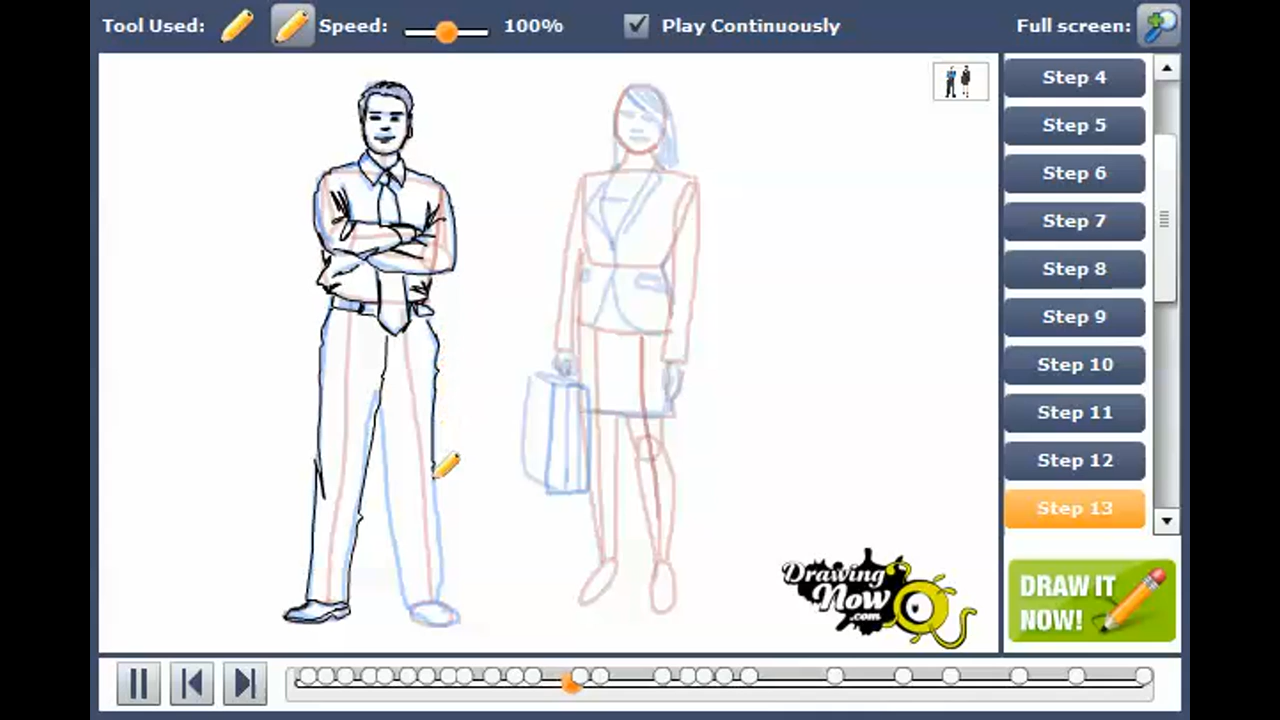 Tool Used:
Speed:
100%
Play Continuously
Full screen:
Step 4
Step 5
Step 6
Step 7
Step 8
Step 9
Step 10
Step 11
Step 12
Step 13
Drawing
Now
.com
DRAW IT
NOW!